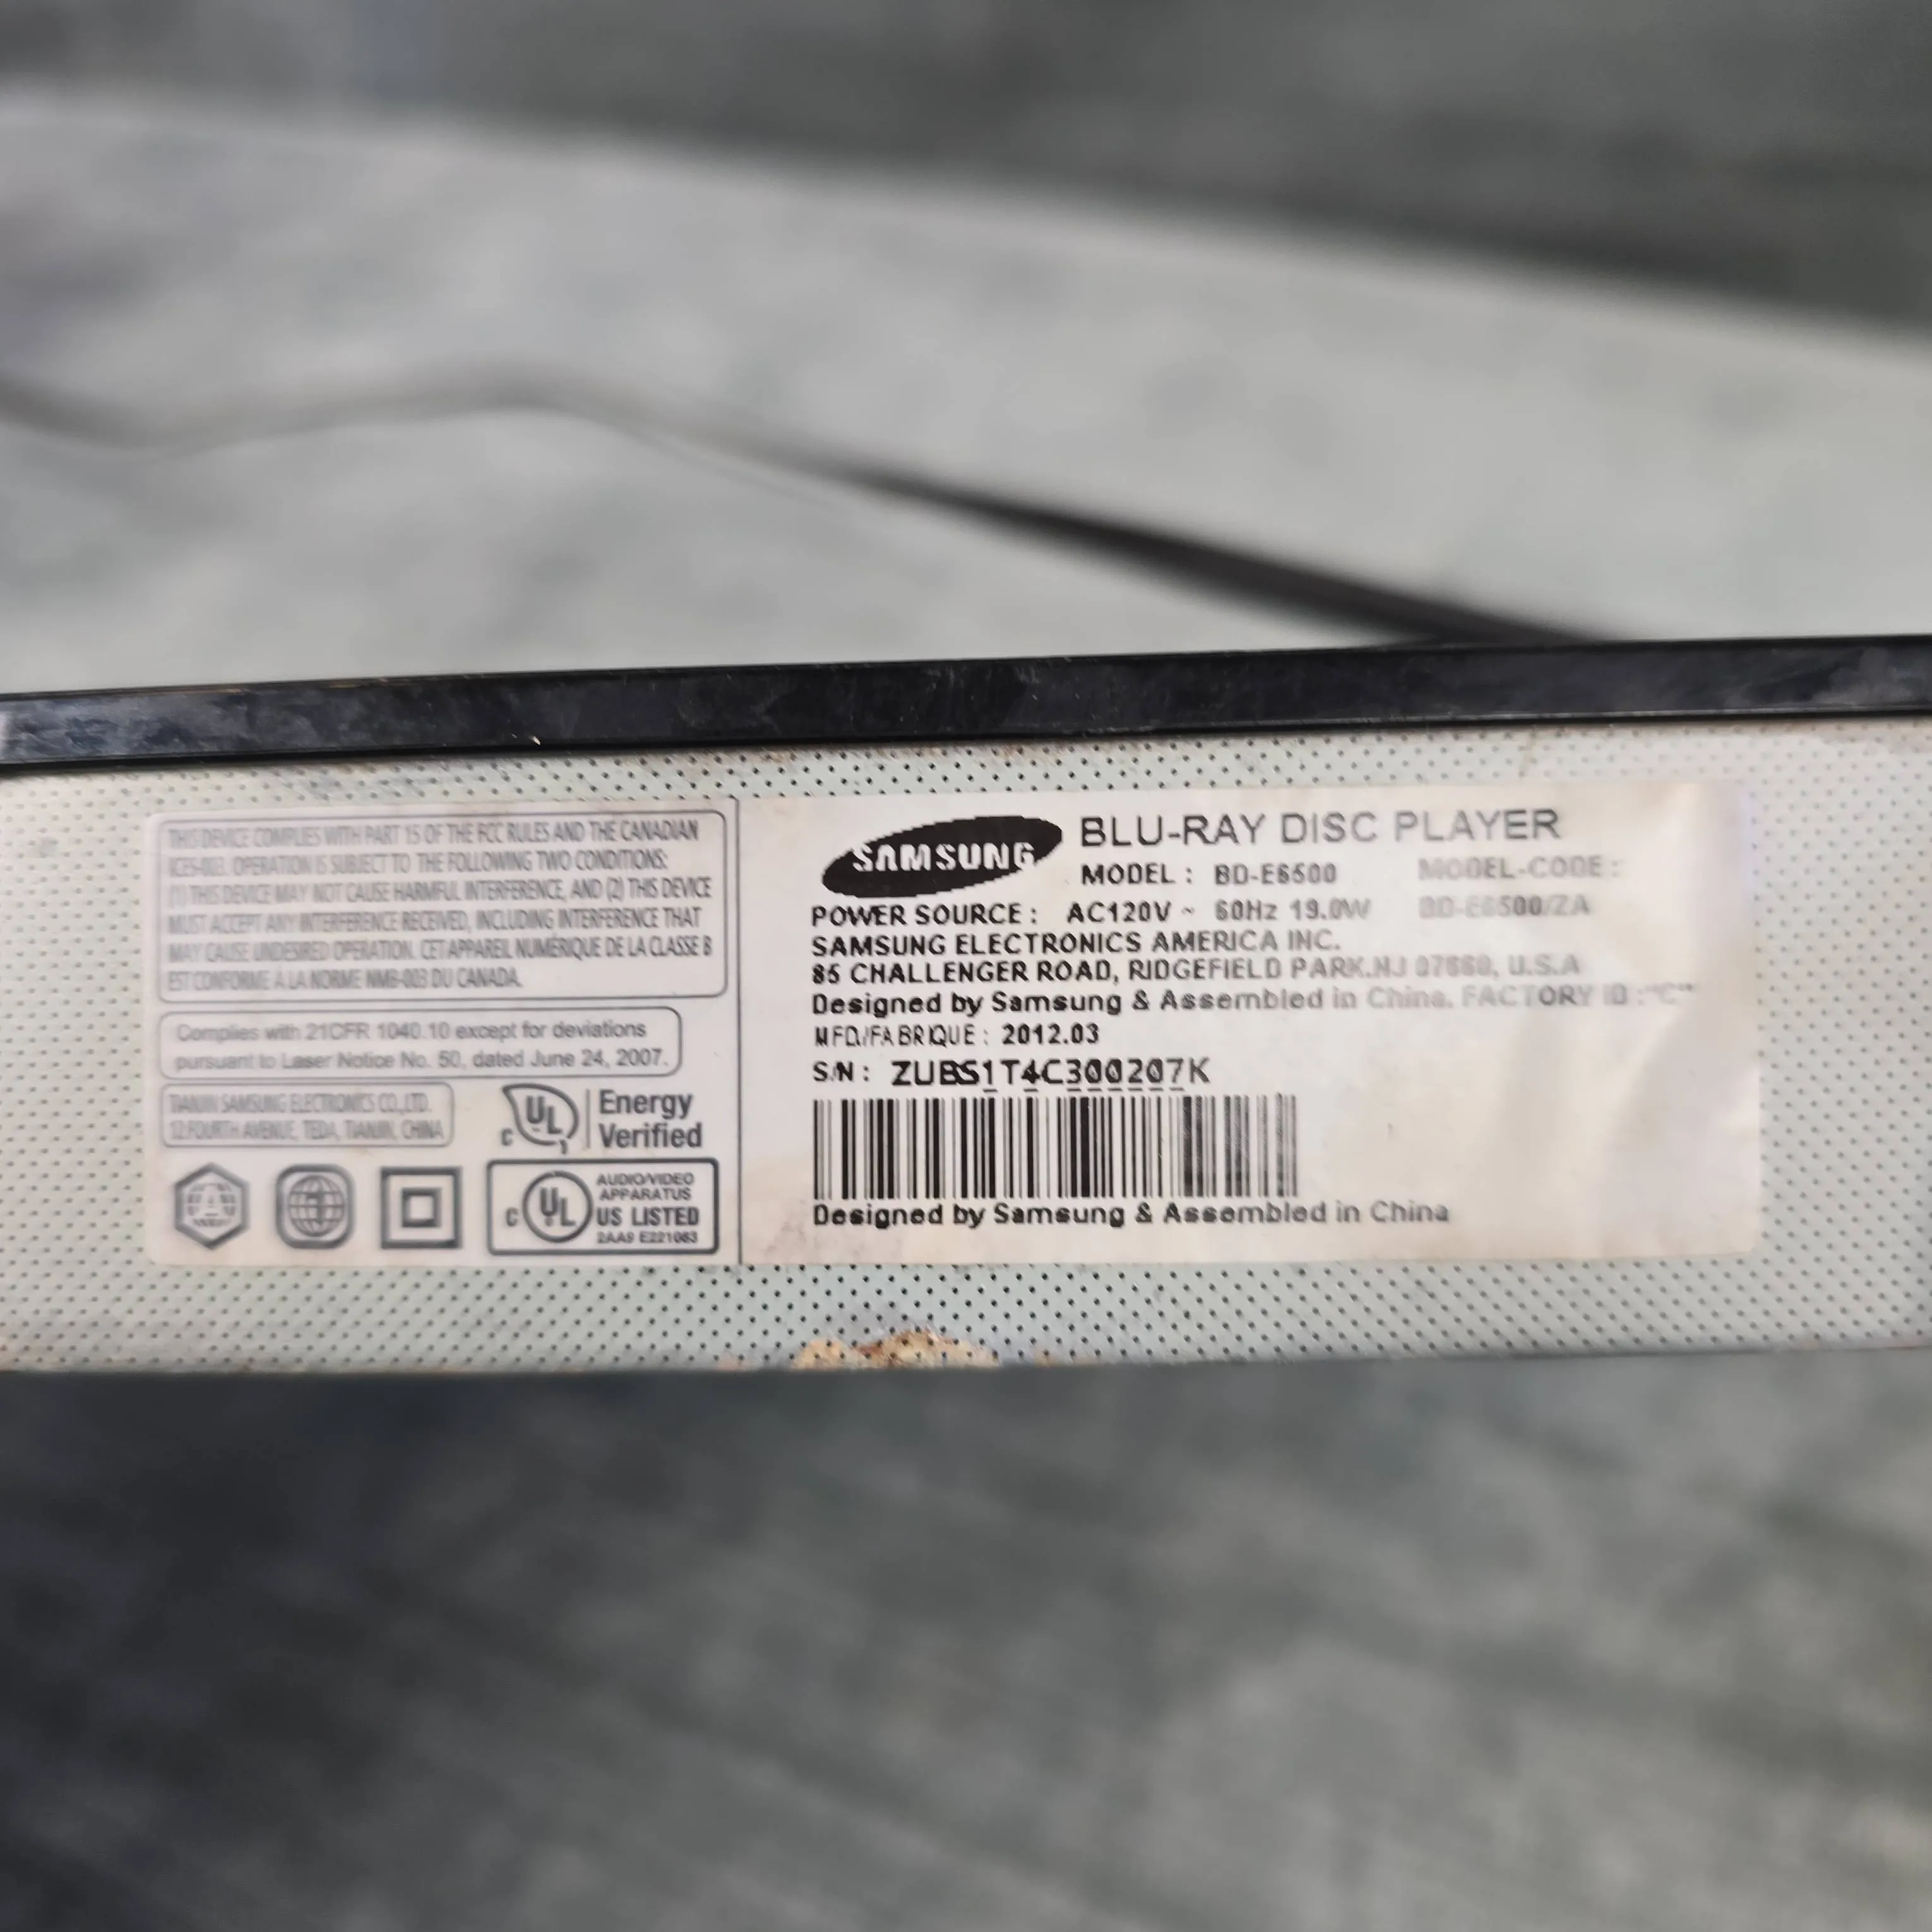 THIS DEVICE COMPLIES WITH PART 15 OF THE FCC RULES AND THE CANADIAN
ICES-003. OPERATION IS SUBJECT TO THE FOLLOWING TWO CONDITIONS:
(1) THIS DEVICE MAY NOT CAUSE HARMFUL INTERFERENCE, AND (2) THIS DEVICE
MUST ACCEPT ANY INTERFERENCE RECEIVED, INCLUDING INTERFERENCE THAT
MAY CAUSE UNDESIRED OPERATION. CET APPAREIL NUMÉRIQUE DE LA CLASSE B
EST CONFORME À LA NORME NMB-003 DU CANADA.
Complies with 21CFR 1040.10 except for deviations
pursuant to Laser Notice No. 50, dated June 24, 2007.
TIANJIN SAMSUNG ELECTRONICS CO.,LTD.
12 FOURTH AVENUE, TEDA, TIANJIN, CHINA
c UL Energy
Verified
c UL AUDIO/VIDEO
APPARATUS
US LISTED
2AA9 E221063
SAMSUNG BLU-RAY DISC PLAYER
MODEL : BD-E6500 MODEL-CODE :
POWER SOURCE : AC120V ~ 60Hz 19.0W BD-E6500/ZA
SAMSUNG ELECTRONICS AMERICA INC.
85 CHALLENGER ROAD, RIDGEFIELD PARK.NJ 07660, U.S.A
Designed by Samsung & Assembled in China. FACTORY ID :"C"
MFD./FABRIQUE : 2012.03
S/N : ZUBS1T4C300207K
Designed by Samsung & Assembled in China